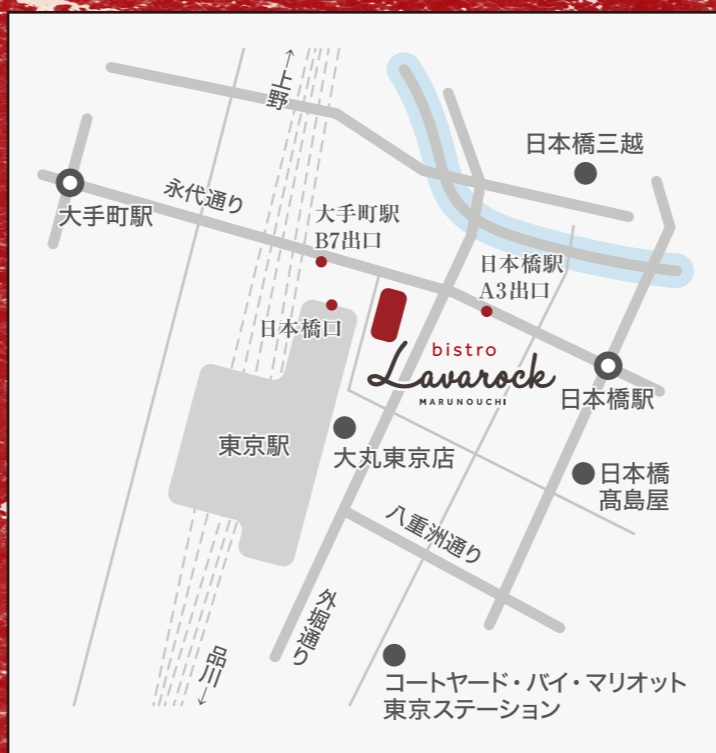 ←上野
日本橋三越
永代通り
大手町駅
大手町駅
B7出口
日本橋駅
A3出口
日本橋口
bistro
Lavarock
MARUNOUCHI
日本橋駅
東京駅
大丸東京店
日本橋
髙島屋
八重洲通り
外堀通り
品川→
コートヤード・バイ・マリオット
東京ステーション